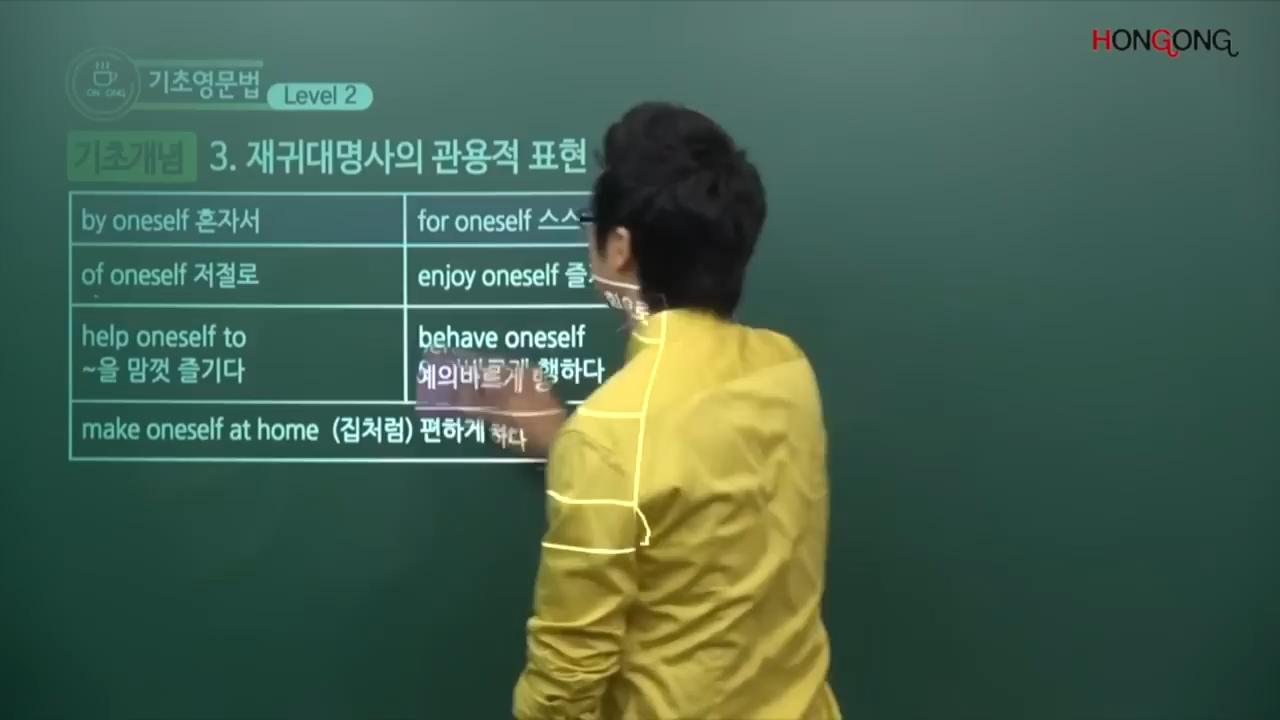 HONGONG
기초영문법
Level 2
기초개념 3. 재귀대명사의 관용적 표현
by oneself 혼자서
for oneself
of oneself 저절로
enjoy oneself
help oneself to
~을 맘껏 즐기다
behave oneself
예의바르게 행하다
make oneself at home (집처럼) 편하게 하다